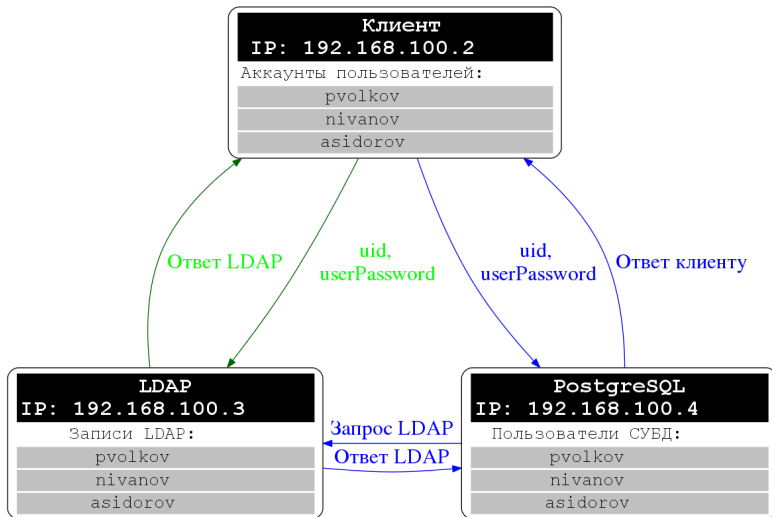 Клиент
IP: 192.168.100.2
Аккаунты пользователей:
pvolkov
nivanov
asidorov
Ответ LDAP
uid,
userPassword
uid,
userPassword
Ответ клиенту
LDAP
IP: 192.168.100.3
Записи LDAP:
pvolkov
nivanov
asidorov
Запрос LDAP
Ответ LDAP
PostgreSQL
IP: 192.168.100.4
Пользователи СУБД:
pvolkov
nivanov
asidorov